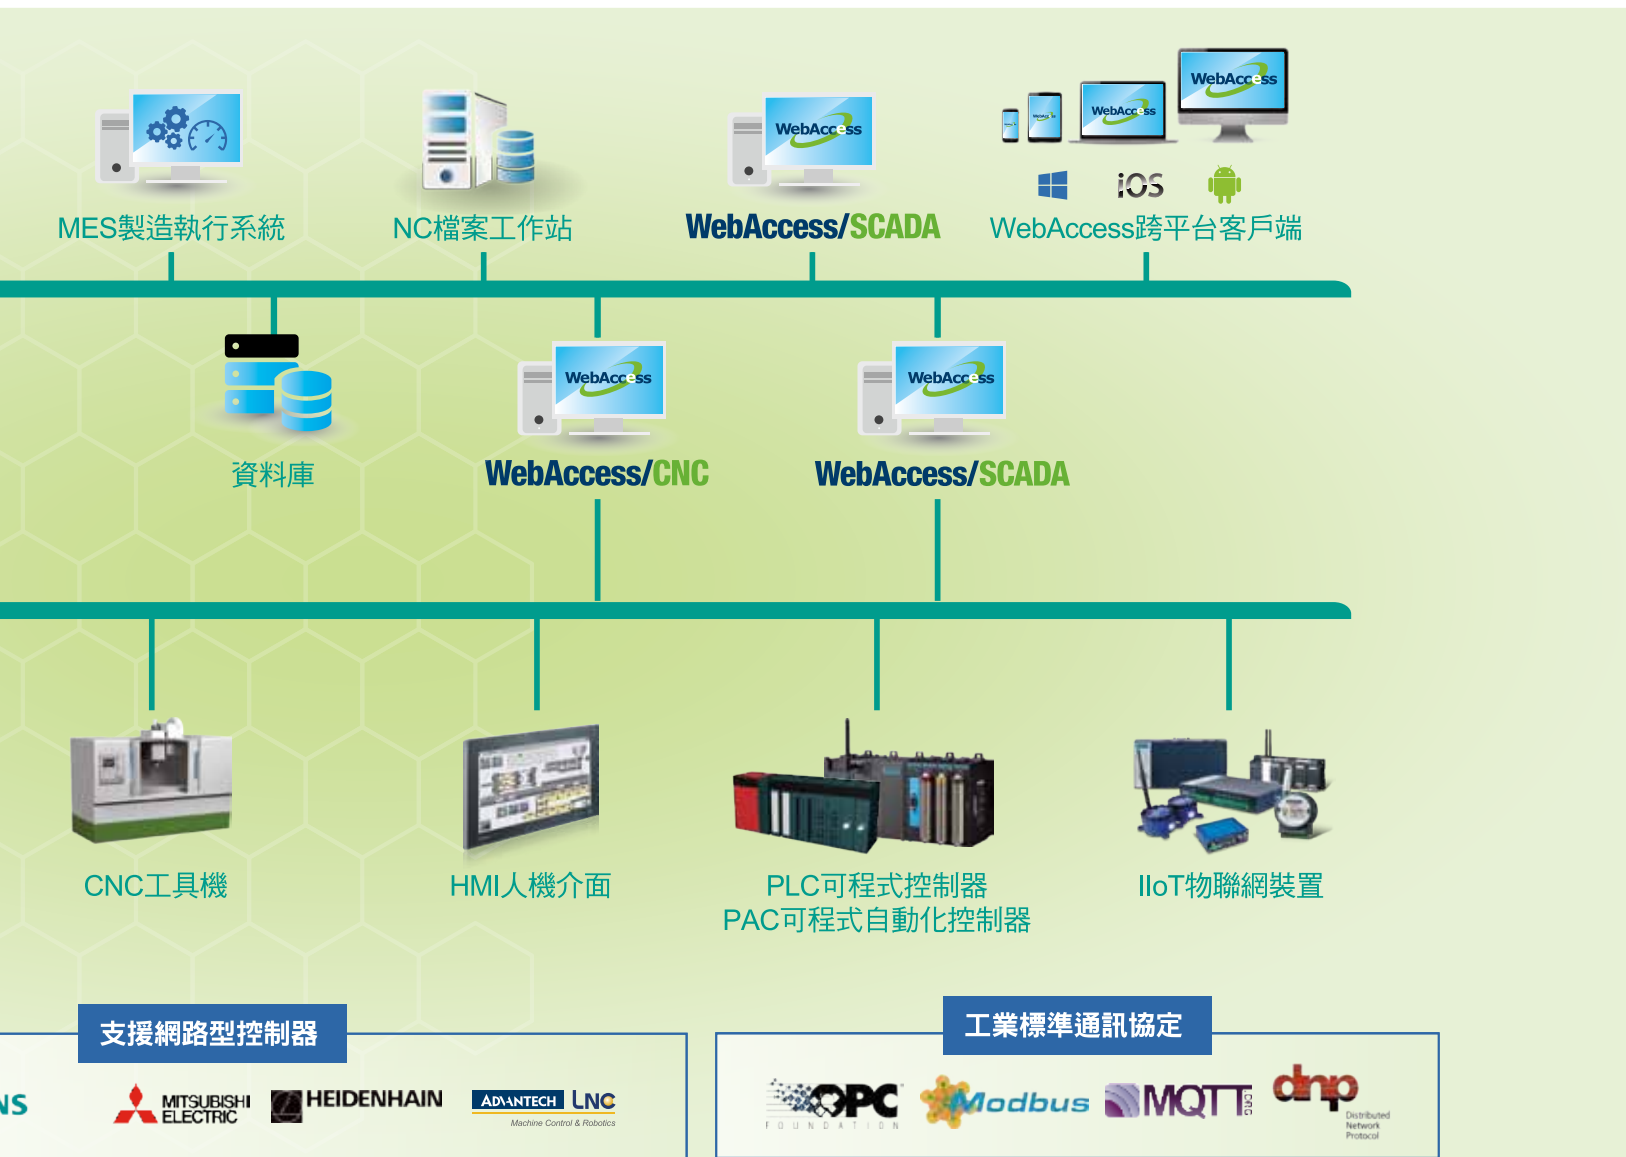 WebAccess
WebAccess
WebAccess
WebAccess
WebAccess
iOS
MES製造執行系統
NC檔案工作站
WebAccess/SCADA
WebAccess跨平台客戶端
WebAccess
WebAccess
資料庫
WebAccess/CNC
WebAccess/SCADA
CNC工具機
HMI人機介面
PLC可程式控制器
PAC可程式自動化控制器
IIoT物聯網裝置
支援網路型控制器
工業標準通訊協定
NS
MITSUBISHI
ELECTRIC
HEIDENHAIN
ADVANTECH LNC
Machine Control & Robotics
OPC
FOUNDATION
Modbus
MQTT
.ORG
dnp
Distributed
Network
Protocol